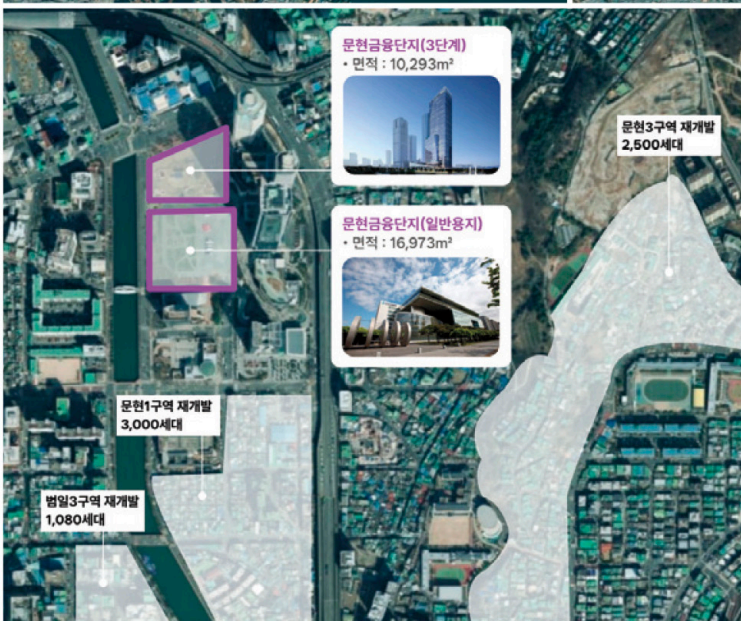 문현금융단지(3단계)
• 면적 : 10,293m²
문현3구역 재개발
2,500세대
문현금융단지(일반용지)
• 면적 : 16,973m²
문현1구역 재개발
3,000세대
범일3구역 재개발
1,080세대